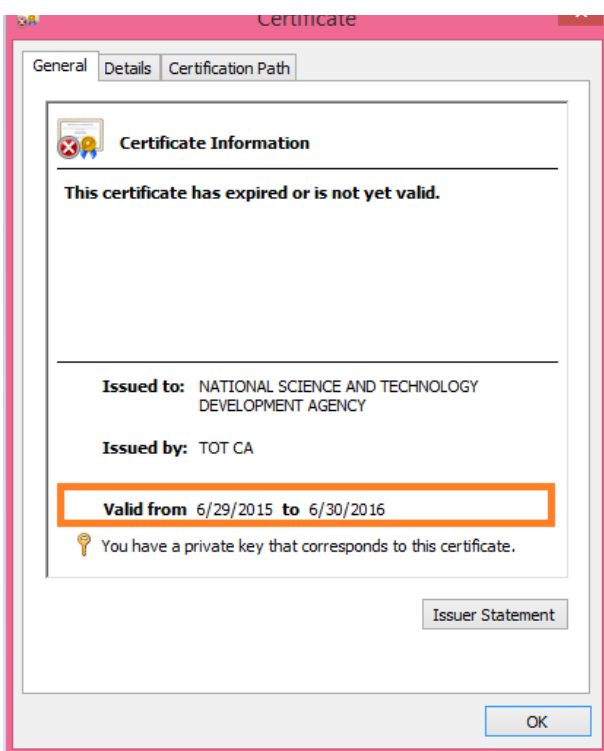 Certificate
General Details Certification Path
Certificate Information
This certificate has expired or is not yet valid.
Issued to: NATIONAL SCIENCE AND TECHNOLOGY
DEVELOPMENT AGENCY
Issued by: TOT CA
Valid from 6/29/2015 to 6/30/2016
You have a private key that corresponds to this certificate.
Issuer Statement
OK